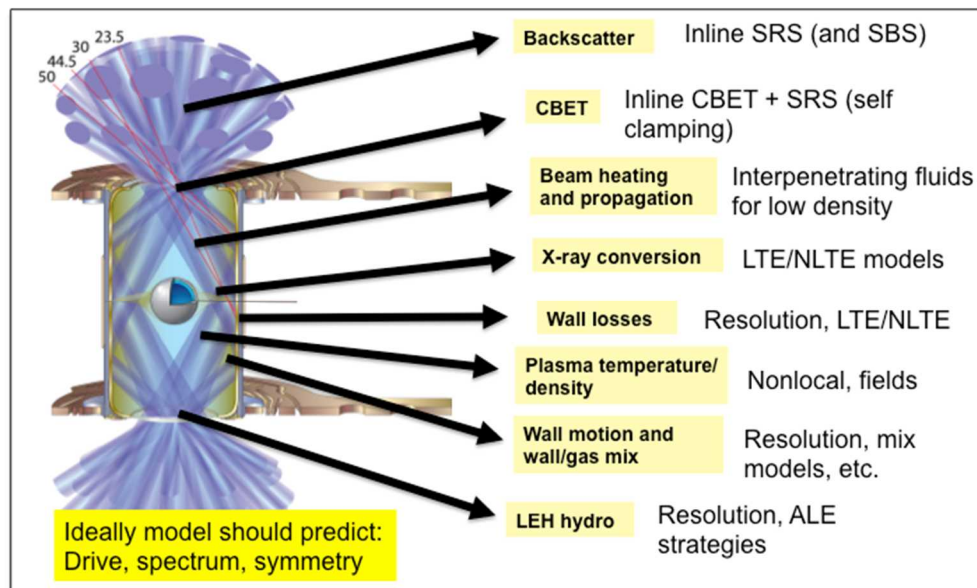 23.5
30
44.5
50
Backscatter
Inline SRS (and SBS)
CBET
Inline CBET + SRS (self
clamping)
Beam heating
and propagation
Interpenetrating fluids
for low density
X-ray conversion
LTE/NLTE models
Wall losses
Resolution, LTE/NLTE
Plasma temperature/
density
Nonlocal, fields
Wall motion and
wall/gas mix
Resolution, mix
models, etc.
LEH hydro
Resolution, ALE
strategies
Ideally model should predict:
Drive, spectrum, symmetry